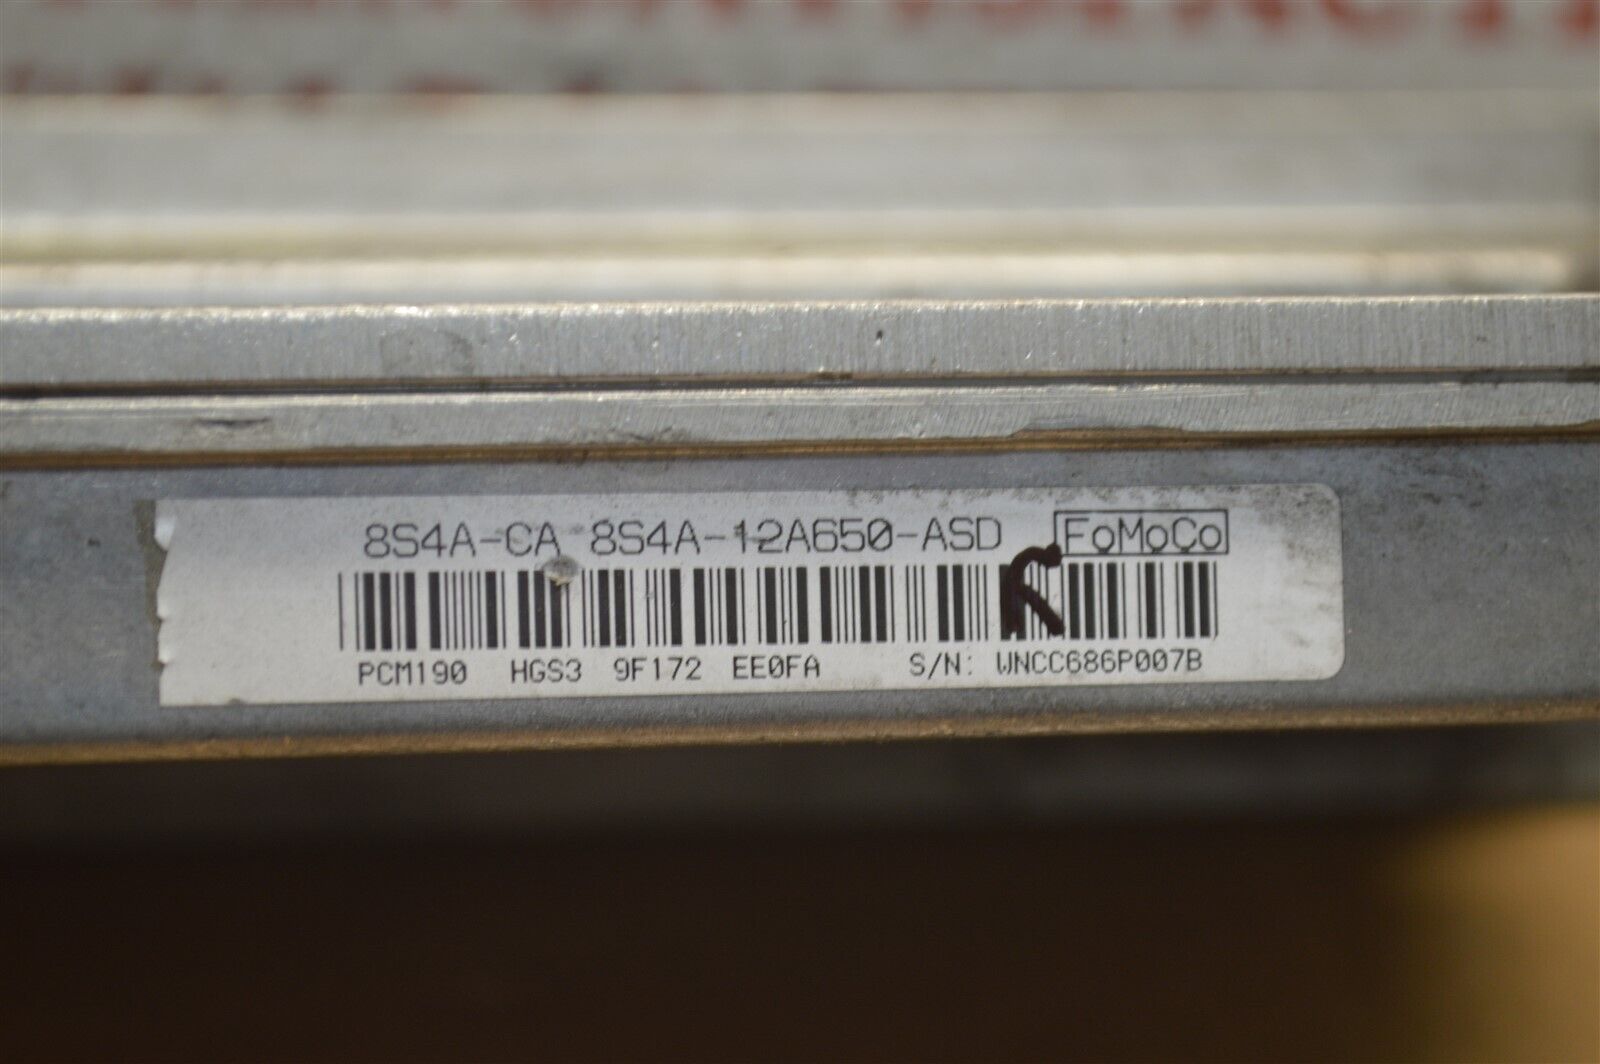 8S4A-CA 8S4A-12A650-ASD FoMoCo
PCM190 HGS3 9F172 EE0FA S/N: WNCC686P007B